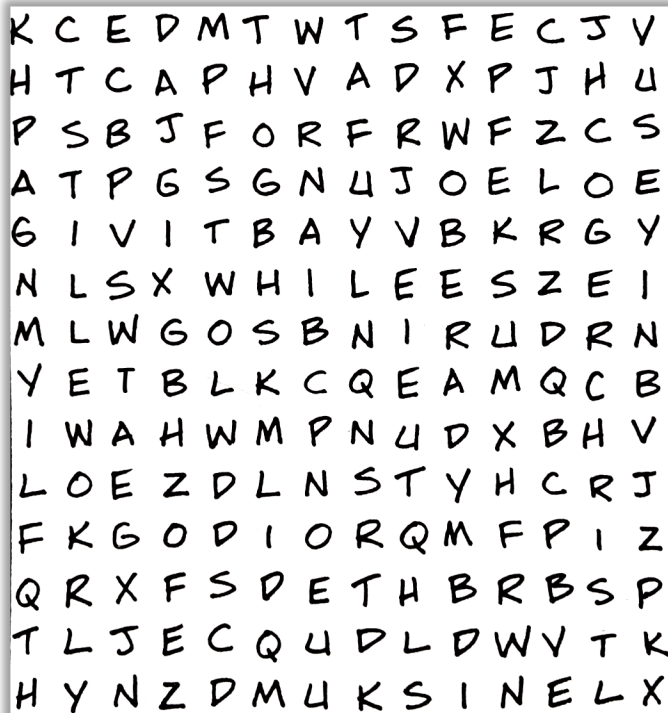 K C E D M T W T S F E C J V
H T C A P H V A D X P J H U
P S B J F O R F R W F Z C S
A T P G S G N U J O E L O E
G I V I T B A Y V B K R G Y
N L S X W H I L E E S Z E I
M L W G O S B N I R U D R N
Y E T B L K C Q E A M Q C B
I W A H W M P N U D X B H V
L O E Z D L N S T Y H C R J
F K G O D I O R Q M F P I Z
Q R X F S D E T H B R B S P
T L J E C Q U D L D W V T K
H Y N Z D M U K S I N E L X